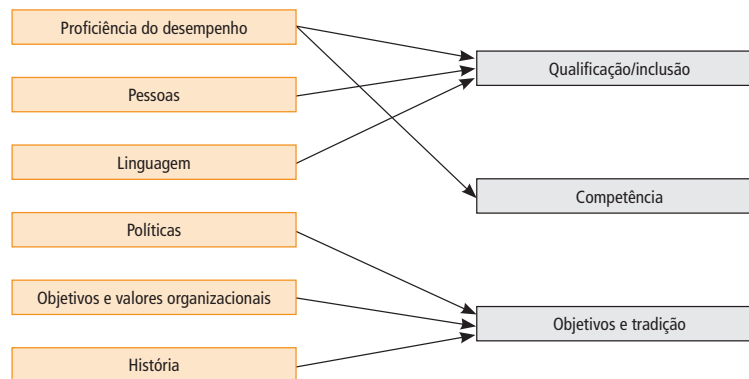 Proficiência do desempenho
Pessoas
Linguagem
Políticas
Objetivos e valores organizacionais
História
Qualificação/inclusão
Competência
Objetivos e tradição